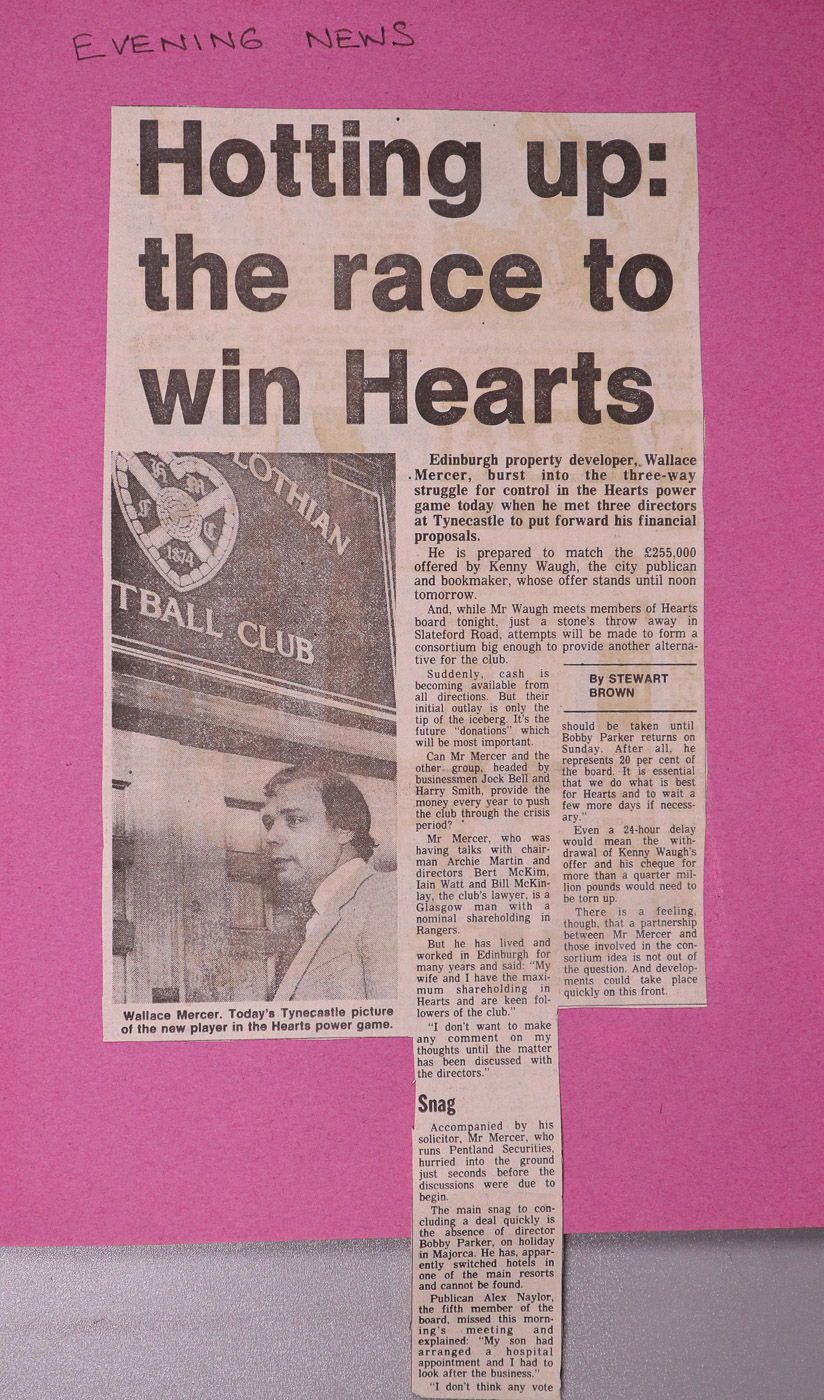 EVENING NEWS
Hotting up:
the race to
win Hearts
LOTHIAN
H M
F C
1874
TBALL CLUB
Wallace Mercer. Today's Tynecastle picture
of the new player in the Hearts power game.
Edinburgh property developer, Wallace
Mercer, burst into the three-way
struggle for control in the Hearts power
game today when he met three directors
at Tynecastle to put forward his financial
proposals.
He is prepared to match the £255,000
offered by Kenny Waugh, the city publican
and bookmaker, whose offer stands until noon
tomorrow.
And, while Mr Waugh meets members of Hearts
board tonight, just a stone's throw away in
Slateford Road, attempts will be made to form a
consortium big enough to provide another alterna-
tive for the club.
Suddenly, cash is
becoming available from
all directions. But their
initial outlay is only the
tip of the iceberg. It's the
future "donations" which
will be most important.
Can Mr Mercer and the
other group, headed by
businessmen Jock Bell and
Harry Smith, provide the
money every year to push
the club through the crisis
period?
Mr Mercer, who was
having talks with chair-
man Archie Martin and
directors Bert McKim,
Iain Watt and Bill McKin-
lay, the club's lawyer, is a
Glasgow man with a
nominal shareholding in
Rangers.
But he has lived and
worked in Edinburgh for
many years and said: "My
wife and I have the maxi-
mum shareholding in
Hearts and are keen fol-
lowers of the club."
"I don't want to make
any comment on my
thoughts until the matter
has been discussed with
the directors."
Snag
Accompanied by his
solicitor, Mr Mercer, who
runs Pentland Securities,
hurried into the ground
just seconds before the
discussions were due to
begin.
The main snag to con-
cluding a deal quickly is
the absence of director
Bobby Parker, on holiday
in Majorca. He has, appar-
ently switched hotels in
one of the main resorts
and cannot be found.
Publican Alex Naylor,
the fifth member of the
board, missed this morn-
ing's meeting and
explained: "My son had
arranged a hospital
appointment and I had to
look after the business."
"I don't think any vote
By STEWART
BROWN
should be taken until
Bobby Parker returns on
Sunday. After all, he
represents 20 per cent of
the board. It is essential
that we do what is best
for Hearts and to wait a
few more days if necess-
ary."
Even a 24-hour delay
would mean the with-
drawal of Kenny Waugh's
offer and his cheque for
more than a quarter mil-
lion pounds would need to
be torn up.
There is a feeling,
though, that a partnership
between Mr Mercer and
those involved in the con-
sortium idea is not out of
the question. And develop-
ments could take place
quickly on this front.